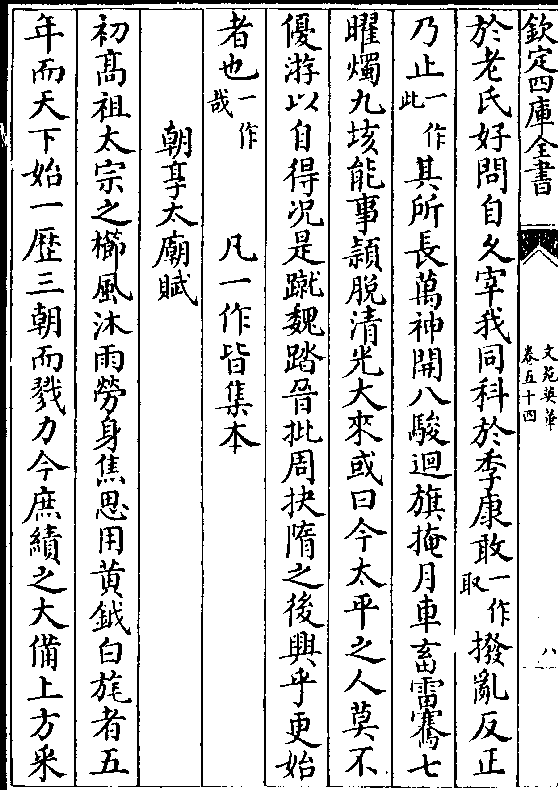 欽定四庫全書
文苑英華
卷五十四
八
於老氏好問自久宰我同科於季康敢一作取撥亂反正
乃止一作此其所長萬神開八駿迴旗掩月車畜雷騫七
曜燭九垓能事頴脫清光大來或曰今太平之人莫不
優游以自得况是蹴魏踏晉批周抉隋之後興乎更始
者也一作哉　凡一作皆集本
朝享太廟賦
初髙祖太宗之櫛風沐雨勞身焦思用黄鉞白旄者五
年而天下始一歴三朝而戮力今庶績之大備上方采